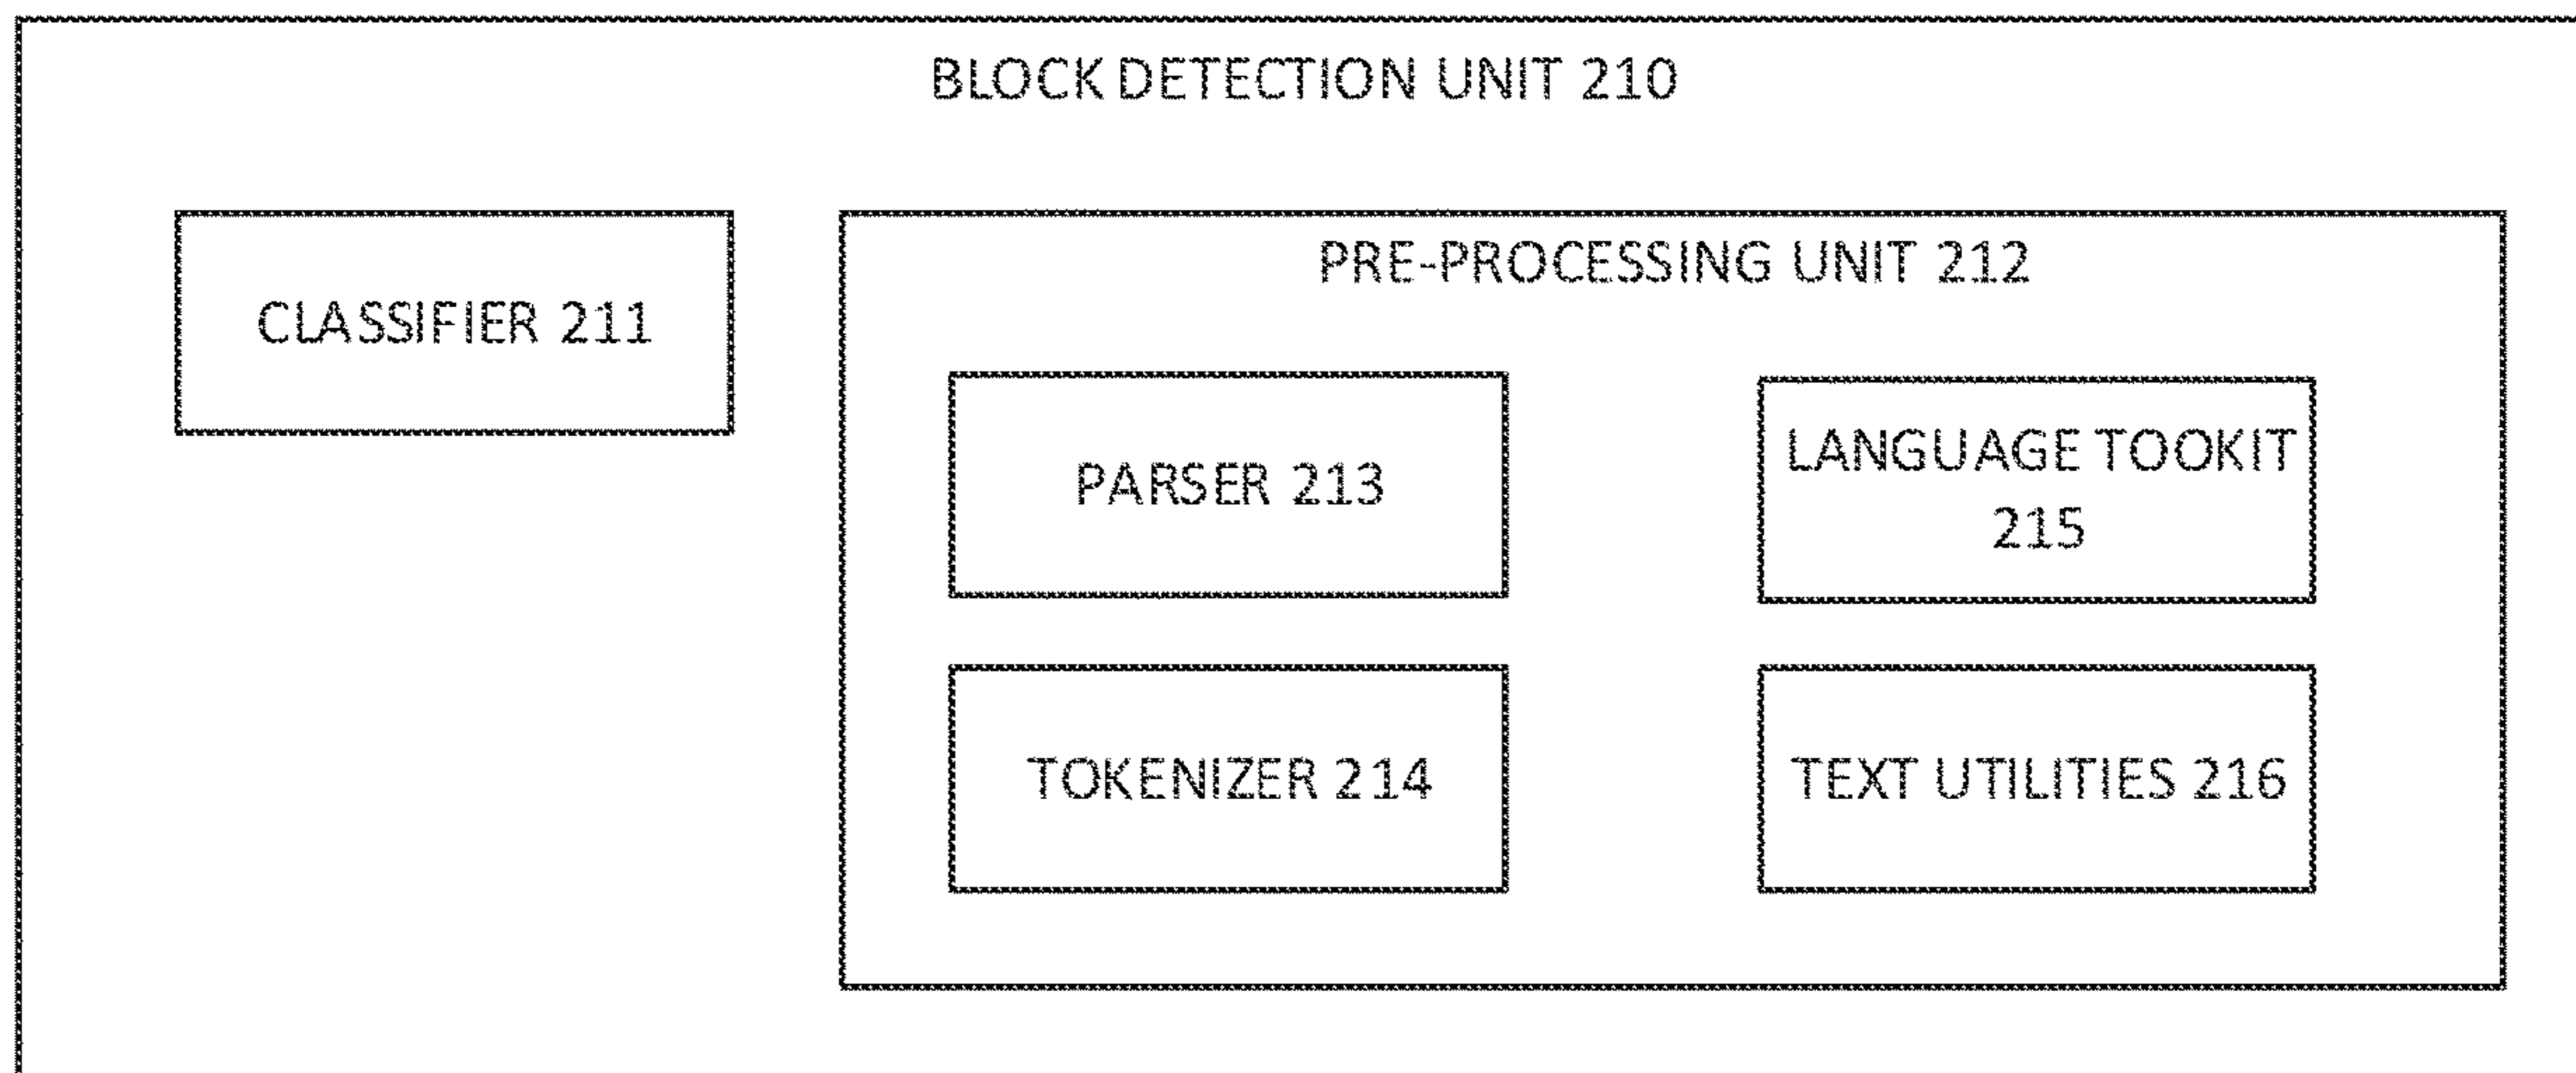 BLOCK DETECTION UNIT 210
CLASSIFIER 211
PRE-PROCESSING UNIT 212
PARSER 213
LANGUAGE TOOKIT
215
TOKENIZER 214
TEXT UTILITIES 216